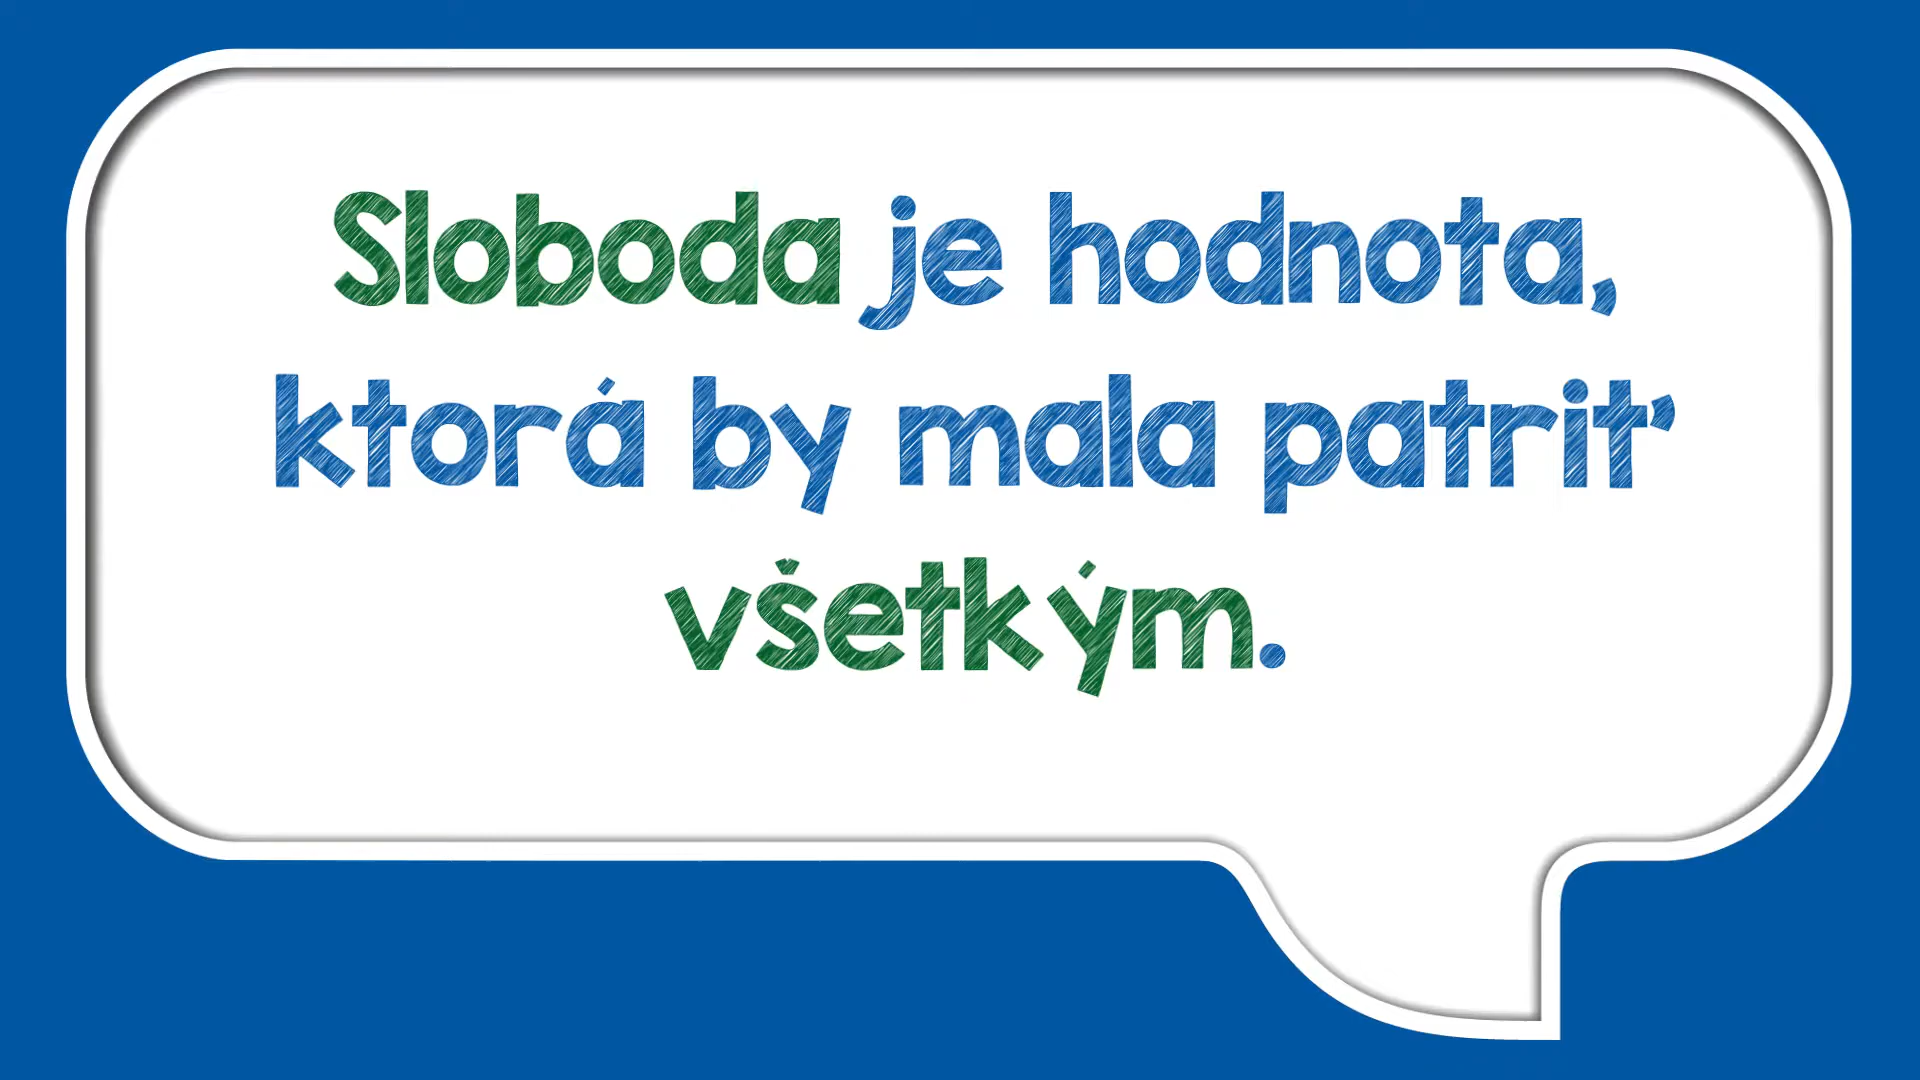 Sloboda je hodnota,
ktorá by mala patriť
všetkým.